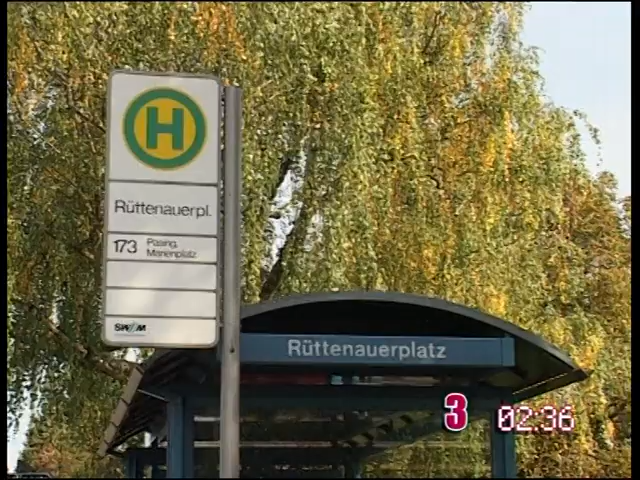 H
Rüttenauerpl.
173 Pasing,
Marienplatz
SWM
Rüttenauerplatz
3 02:36